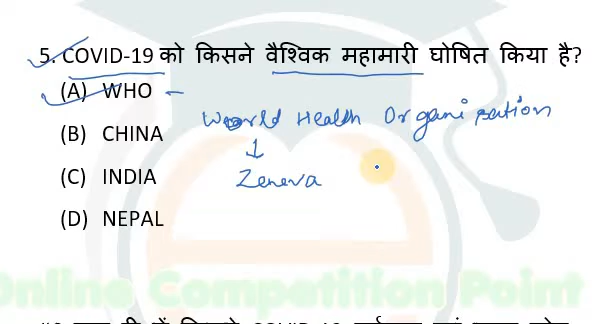 5. COVID-19 को किसने वैश्विक महामारी घोषित किया है?
(A) WHO –
World Health Organisation
(B) CHINA
↓
(C) INDIA
Zeneva
(D) NEPAL
Online Competition Point